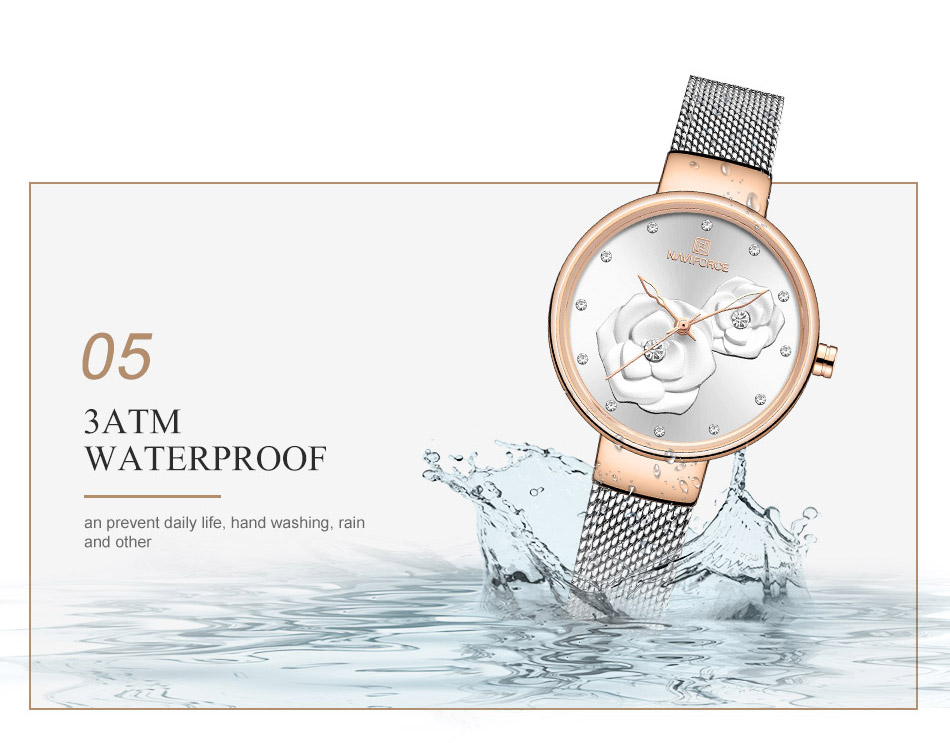 NAVIFORCE
05
3ATM
WATERPROOF
an prevent daily life, hand washing, rain
and other